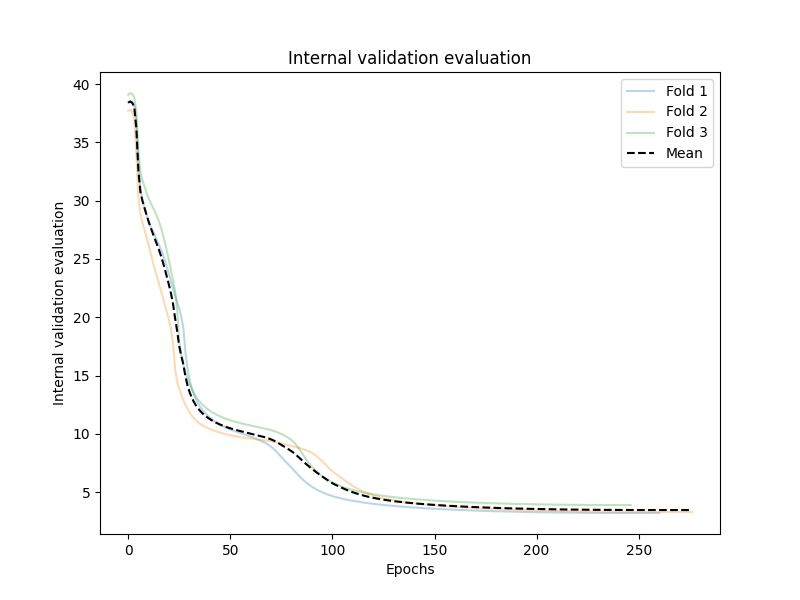 Internal validation evaluation
Fold 1
Fold 2
Fold 3
Mean
Internal validation evaluation
40
35
30
25
20
15
10
5
0 50 100 150 200 250
Epochs